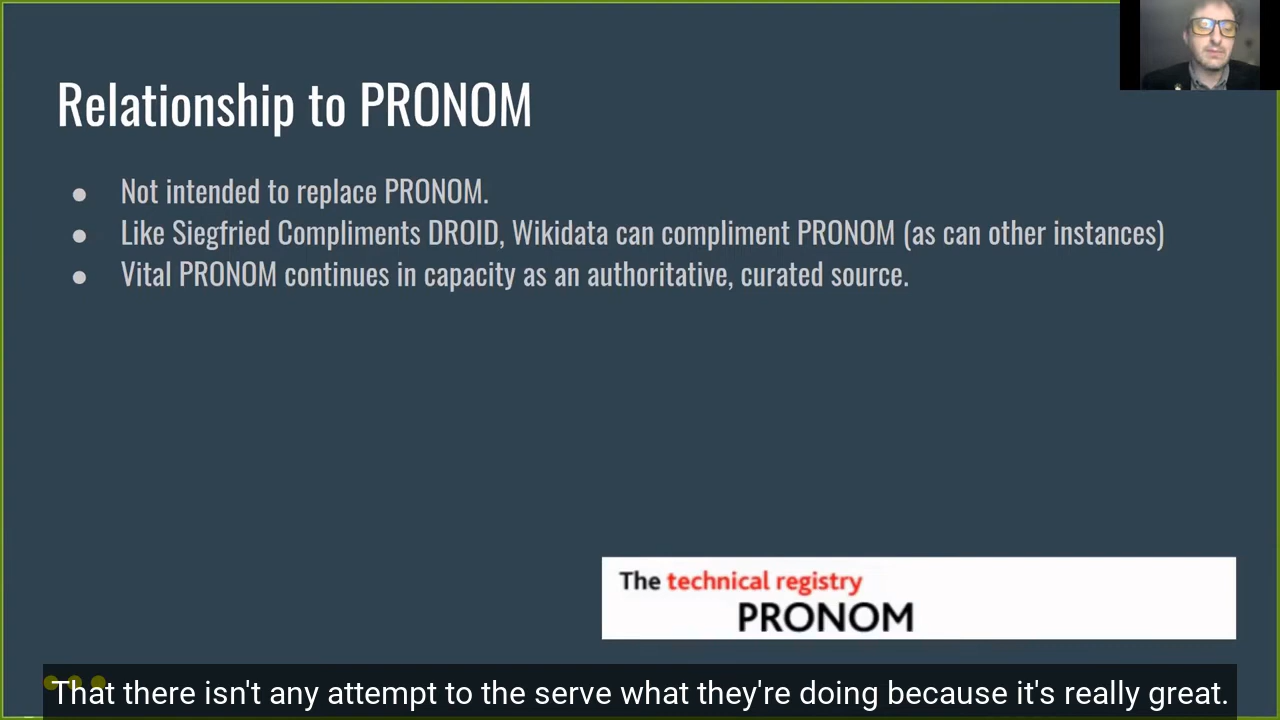 Relationship to PRONOM
● Not intended to replace PRONOM.
● Like Siegfried Compliments DROID, Wikidata can compliment PRONOM (as can other instances)
● Vital PRONOM continues in capacity as an authoritative, curated source.
The technical registry
PRONOM
That there isn't any attempt to the serve what they're doing because it's really great.